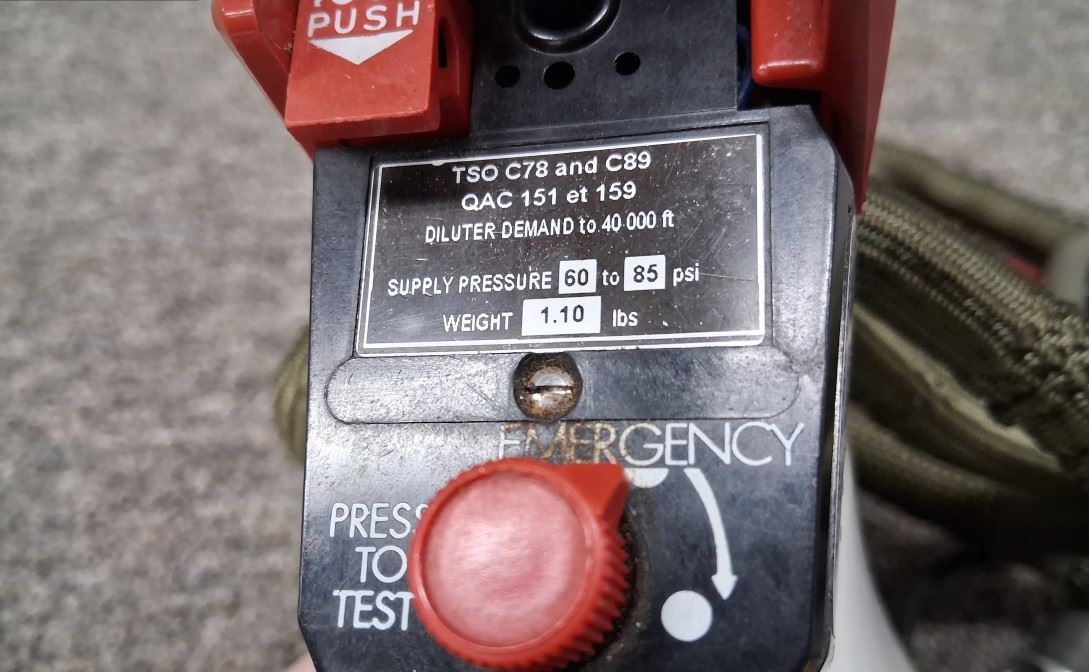 PUSH
TSO C78 and C89
QAC 151 et 159
DILUTER DEMAND to 40 000 ft
SUPPLY PRESSURE 60 to 85 psi
WEIGHT 1.10 lbs
EMERGENCY
PRESS
TO
TEST